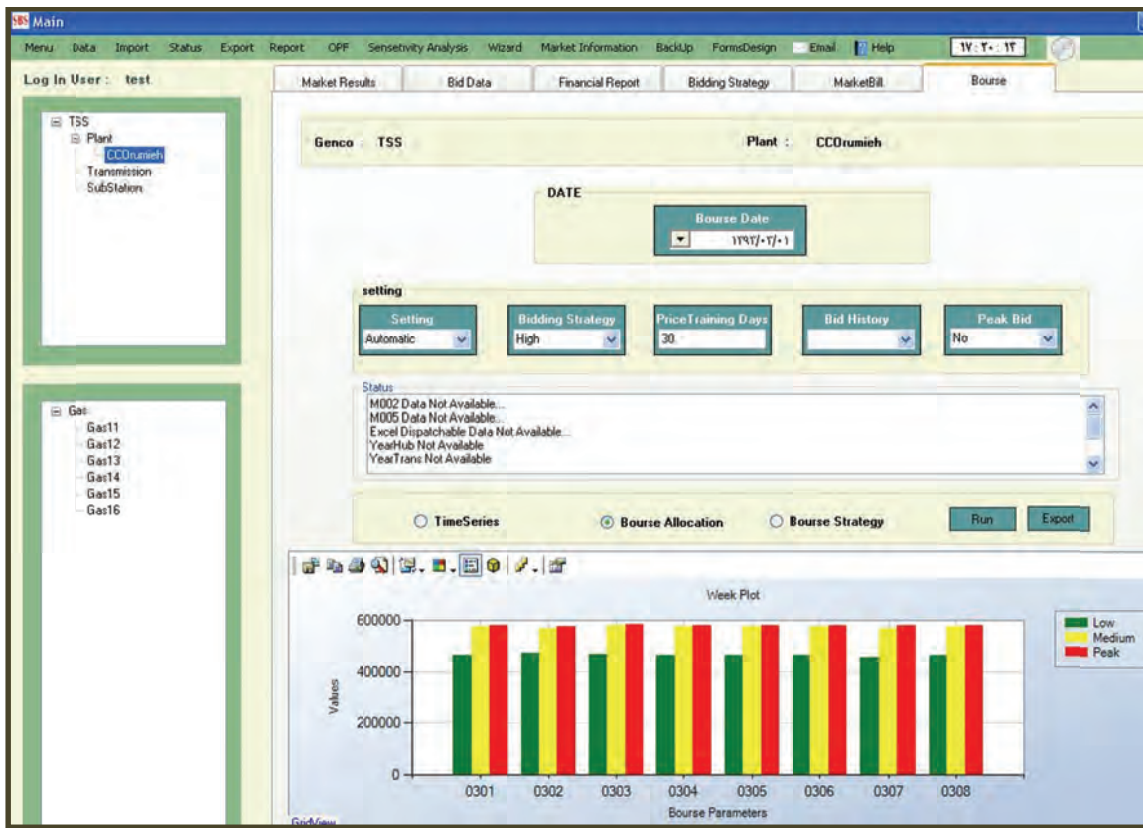 SBS Main
Menu Data Import Status Export Report OPF Sensetivity Analysis Wizard Market Information BackUp FormsDesign Email Help ۱۷:۲۰:۱۴
Log In User : test
Market Results Bid Data Financial Report Bidding Strategy MarketBill Bourse
TSS
Plant
CCOrumieh
Transmission
SubStation
Genco TSS Plant : CCOrumieh
DATE
Bourse Date
setting
Setting Bidding Strategy PriceTraining Days Bid History Peak Bid
Automatic High 30 No
Status
M002 Data Not Available...
M005 Data Not Available...
Excel Dispatchable Data Not Available...
YearHub Not Available
YearTrans Not Available
Gas
Gas11
Gas12
Gas13
Gas14
Gas15
Gas16
TimeSeries Bourse Allocation Bourse Strategy Run Export
Week Plot
600000
400000
200000
0
Values
0301 0302 0303 0304 0305 0306 0307 0308
Bourse Parameters
Low
Medium
Peak
GridView